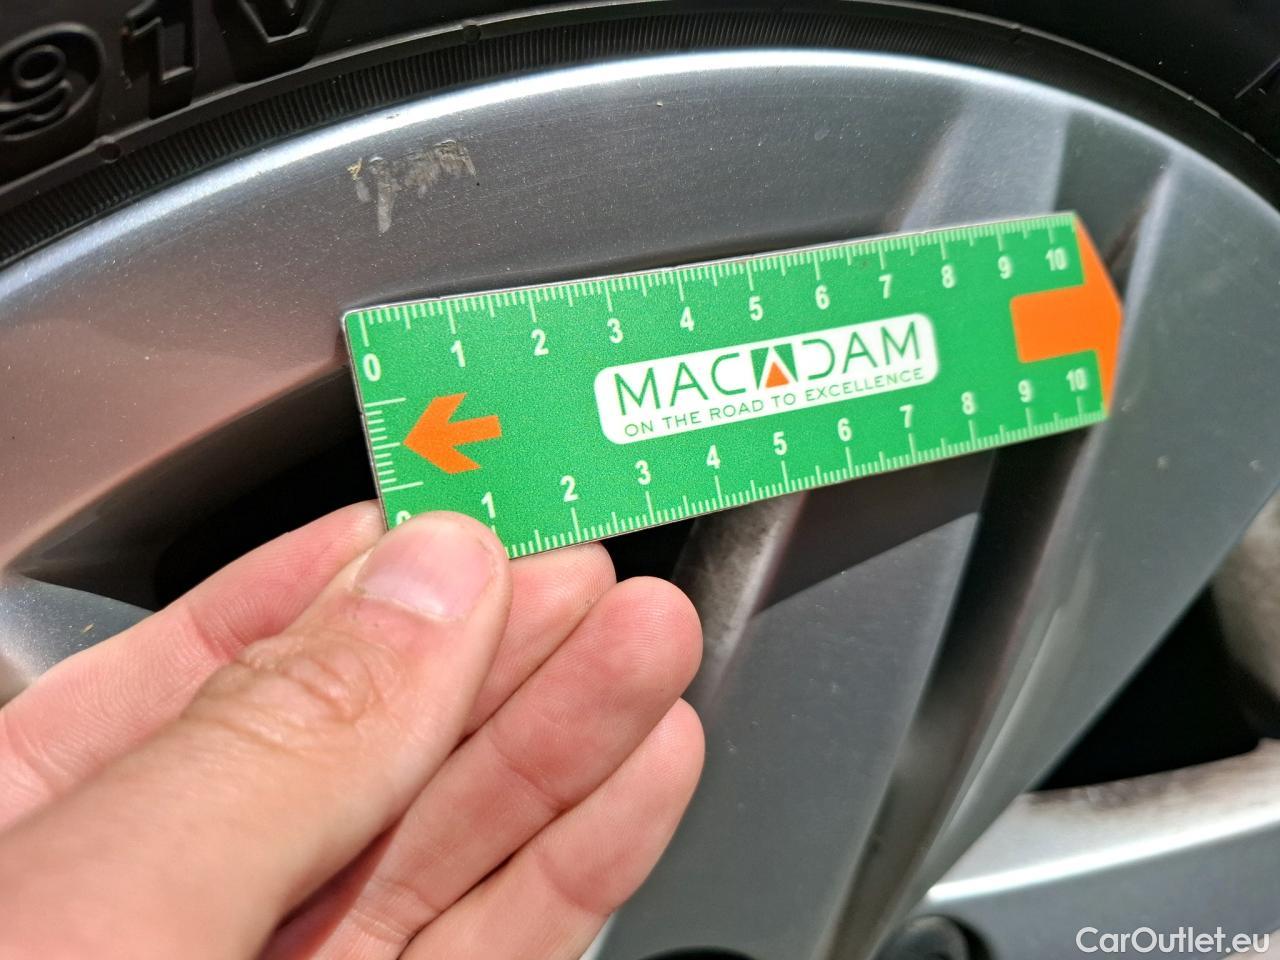 91V
0 1 2 3 4 5 6 7 8 9 10
MACADAM
ON THE ROAD TO EXCELLENCE
0 1 2 3 4 5 6 7 8 9 10
CarOutlet.eu